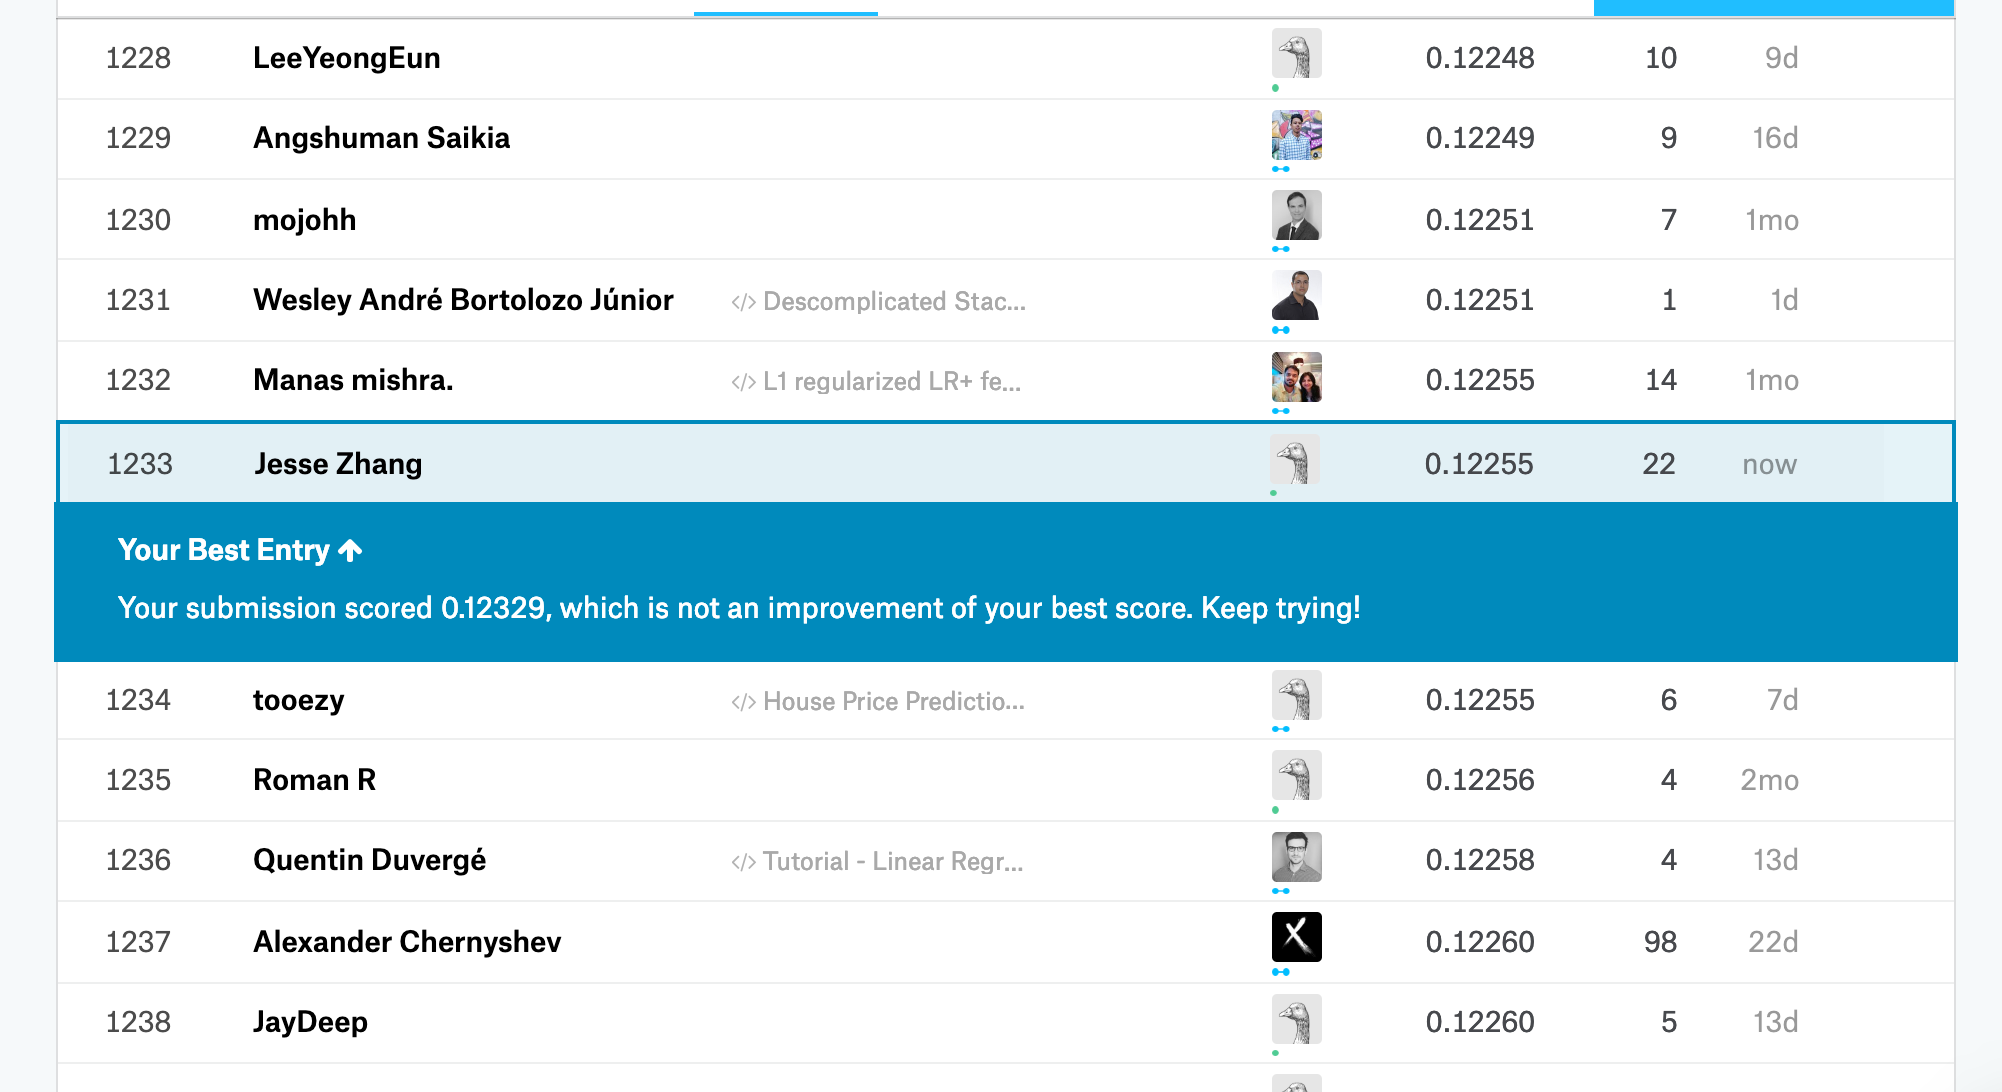 1228 LeeYeongEun 0.12248 10 9d
1229 Angshuman Saikia 0.12249 9 16d
1230 mojohh 0.12251 7 1mo
1231 Wesley André Bortolozo Júnior </> Descomplicated Stac... 0.12251 1 1d
1232 Manas mishra. </> L1 regularized LR+ fe... 0.12255 14 1mo
1233 Jesse Zhang 0.12255 22 now
Your Best Entry ↑
Your submission scored 0.12329, which is not an improvement of your best score. Keep trying!
1234 tooezy </> House Price Predictio... 0.12255 6 7d
1235 Roman R 0.12256 4 2mo
1236 Quentin Duvergé </> Tutorial - Linear Regr... 0.12258 4 13d
1237 Alexander Chernyshev 0.12260 98 22d
1238 JayDeep 0.12260 5 13d